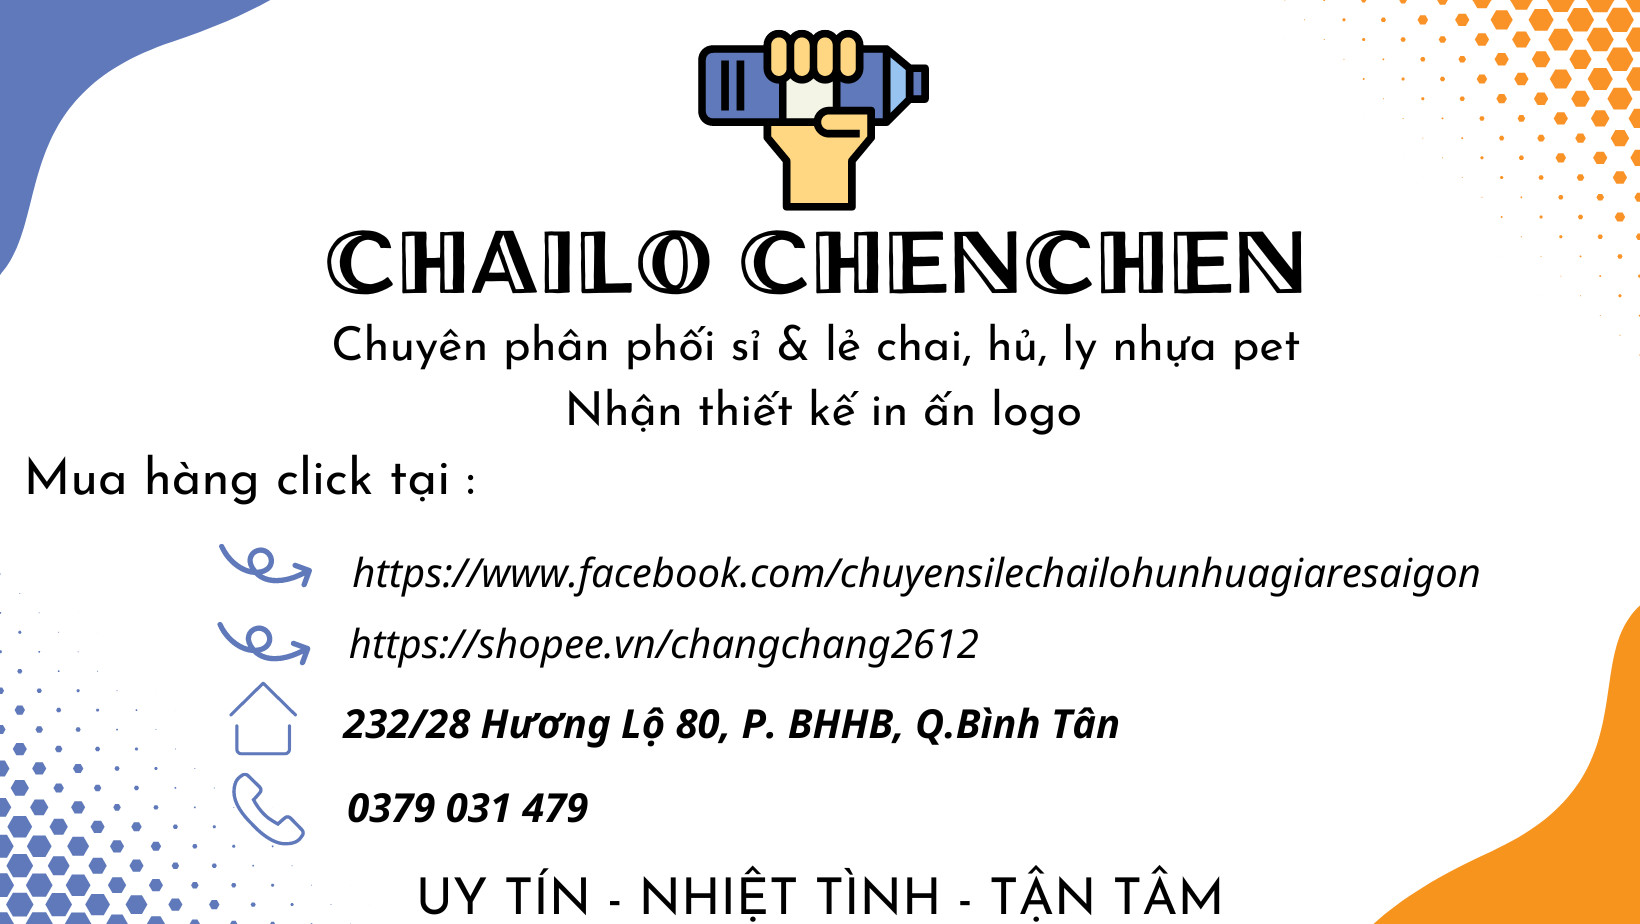 CHAILO CHENCHEN
Chuyên phân phối sỉ & lẻ chai, hủ, ly nhựa pet
Nhận thiết kế in ấn logo
Mua hàng click tại :
https://www.facebook.com/chuyensilechailohunhuagiaresaigon
https://shopee.vn/changchang2612
232/28 Hương Lộ 80, P. BHHB, Q.Bình Tân
0379 031 479
UY TÍN - NHIỆT TÌNH - TẬN TÂM